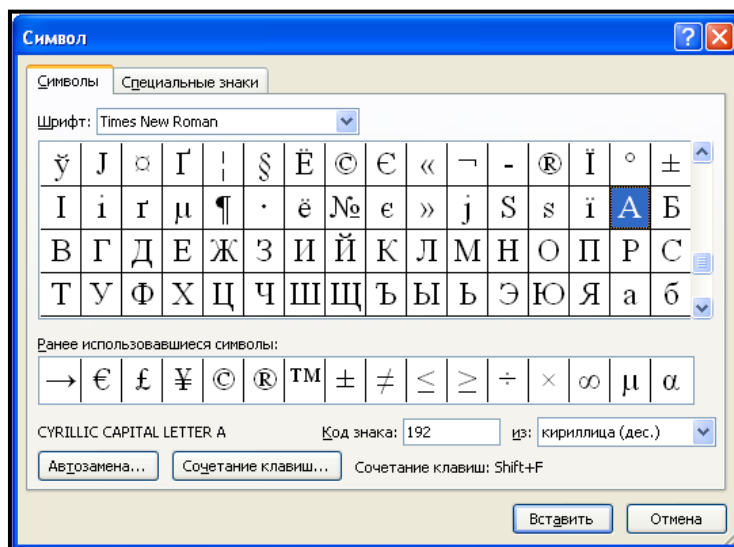 Символ
Символы Специальные знаки
Шрифт: Times New Roman
ў Ј ¤ Ґ ¦ § Ё © Є « ¬ - ® Ї ° ±
І і ґ µ ¶ · ё № є » ј Ѕ ѕ ї А Б
В Г Д Е Ж З И Й К Л М Н О П Р С
Т У Ф Х Ц Ч Ш Щ Ъ Ы Ь Э Ю Я а б
Ранее использовавшиеся символы:
→ € £ ¥ © ® ™ ± ≠ ≤ ≥ ÷ × ∞ µ α
CYRILLIC CAPITAL LETTER A Код знака: 192 из: кириллица (дес.)
Автозамена... Сочетание клавиш... Сочетание клавиш: Shift+F
Вставить Отмена